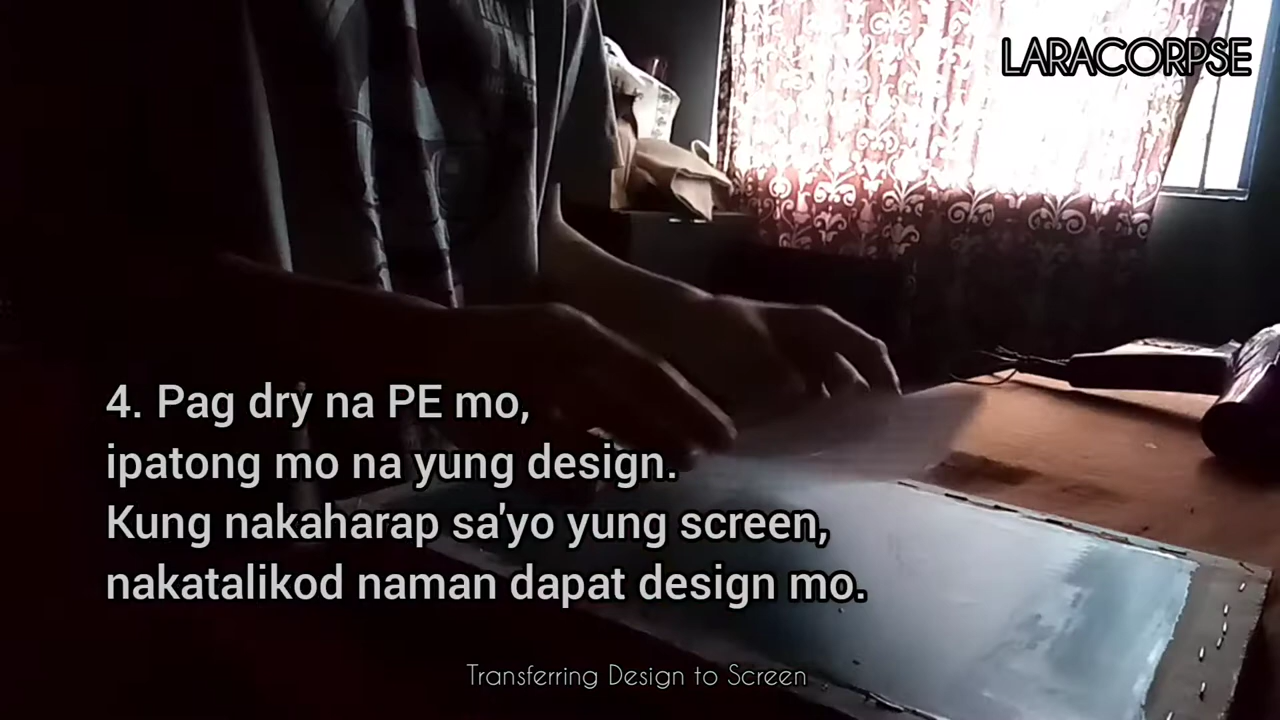 LARACORPSE
4. Pag dry na PE mo,
ipatong mo na yung design.
Kung nakaharap sa'yo yung screen,
nakatalikod naman dapat design mo.
Transferring Design to Screen